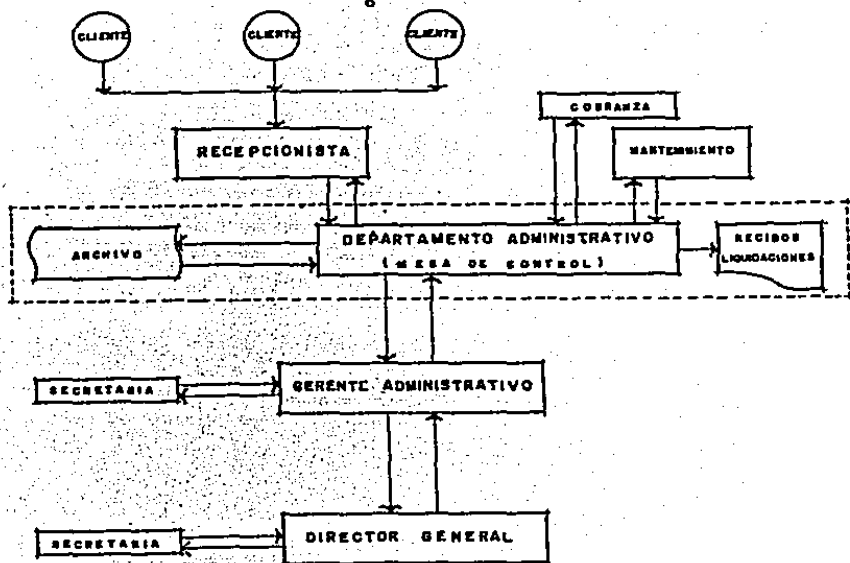 CLIENTE
CLIENTE
CLIENTE
COBRANZA
RECEPCIONISTA
MANTEMIENTO
ARCHIVO
DEPARTAMENTO ADMINISTRATIVO
(MESA DE CONTROL)
RECIBOS
LIQUIDACIONES
SECRETARIA
GERENTE ADMINISTRATIVO
SECRETARIA
DIRECTOR GENERAL